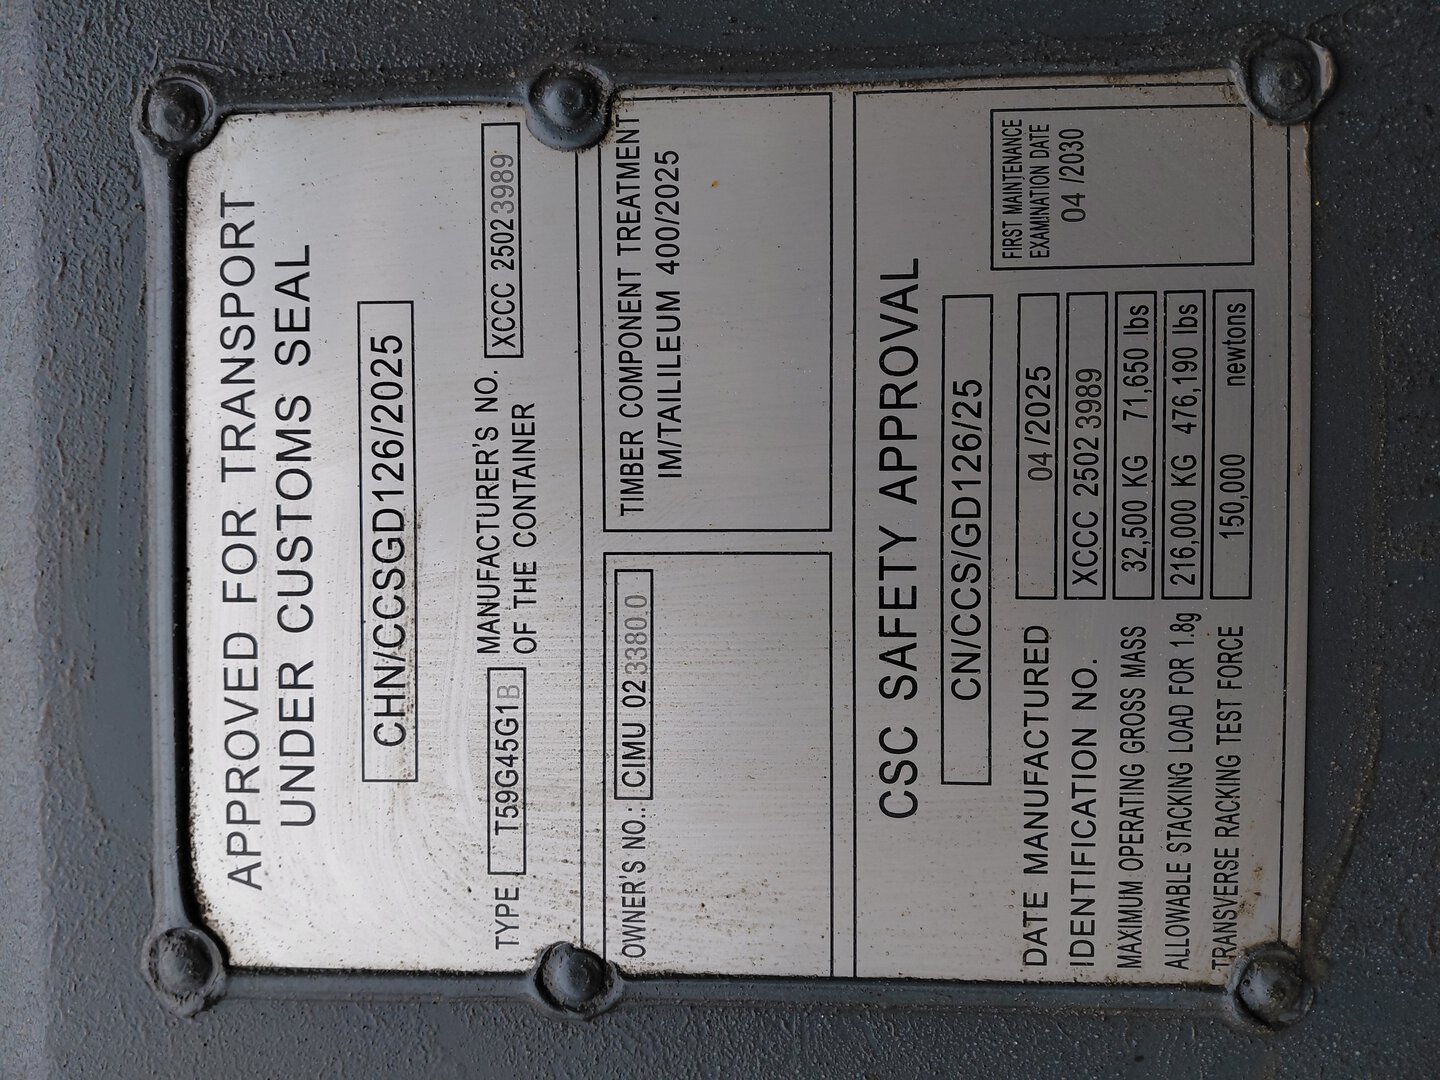 APPROVED FOR TRANSPORT
UNDER CUSTOMS SEAL
CHN/CCSGD126/2025
TYPE T59G45G1B MANUFACTURER'S NO. XCCC 2502 3989
OF THE CONTAINER
OWNER'S NO.: CIMU 02 3380.0
TIMBER COMPONENT TREATMENT
IM/TAILILEUM 400/2025
CSC SAFETY APPROVAL
CN/CCS/GD126/25
DATE MANUFACTURED 04 /2025
IDENTIFICATION NO. XCCC 2502 3989
MAXIMUM OPERATING GROSS MASS 32,500 KG 71,650 lbs
ALLOWABLE STACKING LOAD FOR 1.8g 216,000 KG 476,190 lbs
TRANSVERSE RACKING TEST FORCE 150,000 newtons
FIRST MAINTENANCE
EXAMINATION DATE
04 /2030